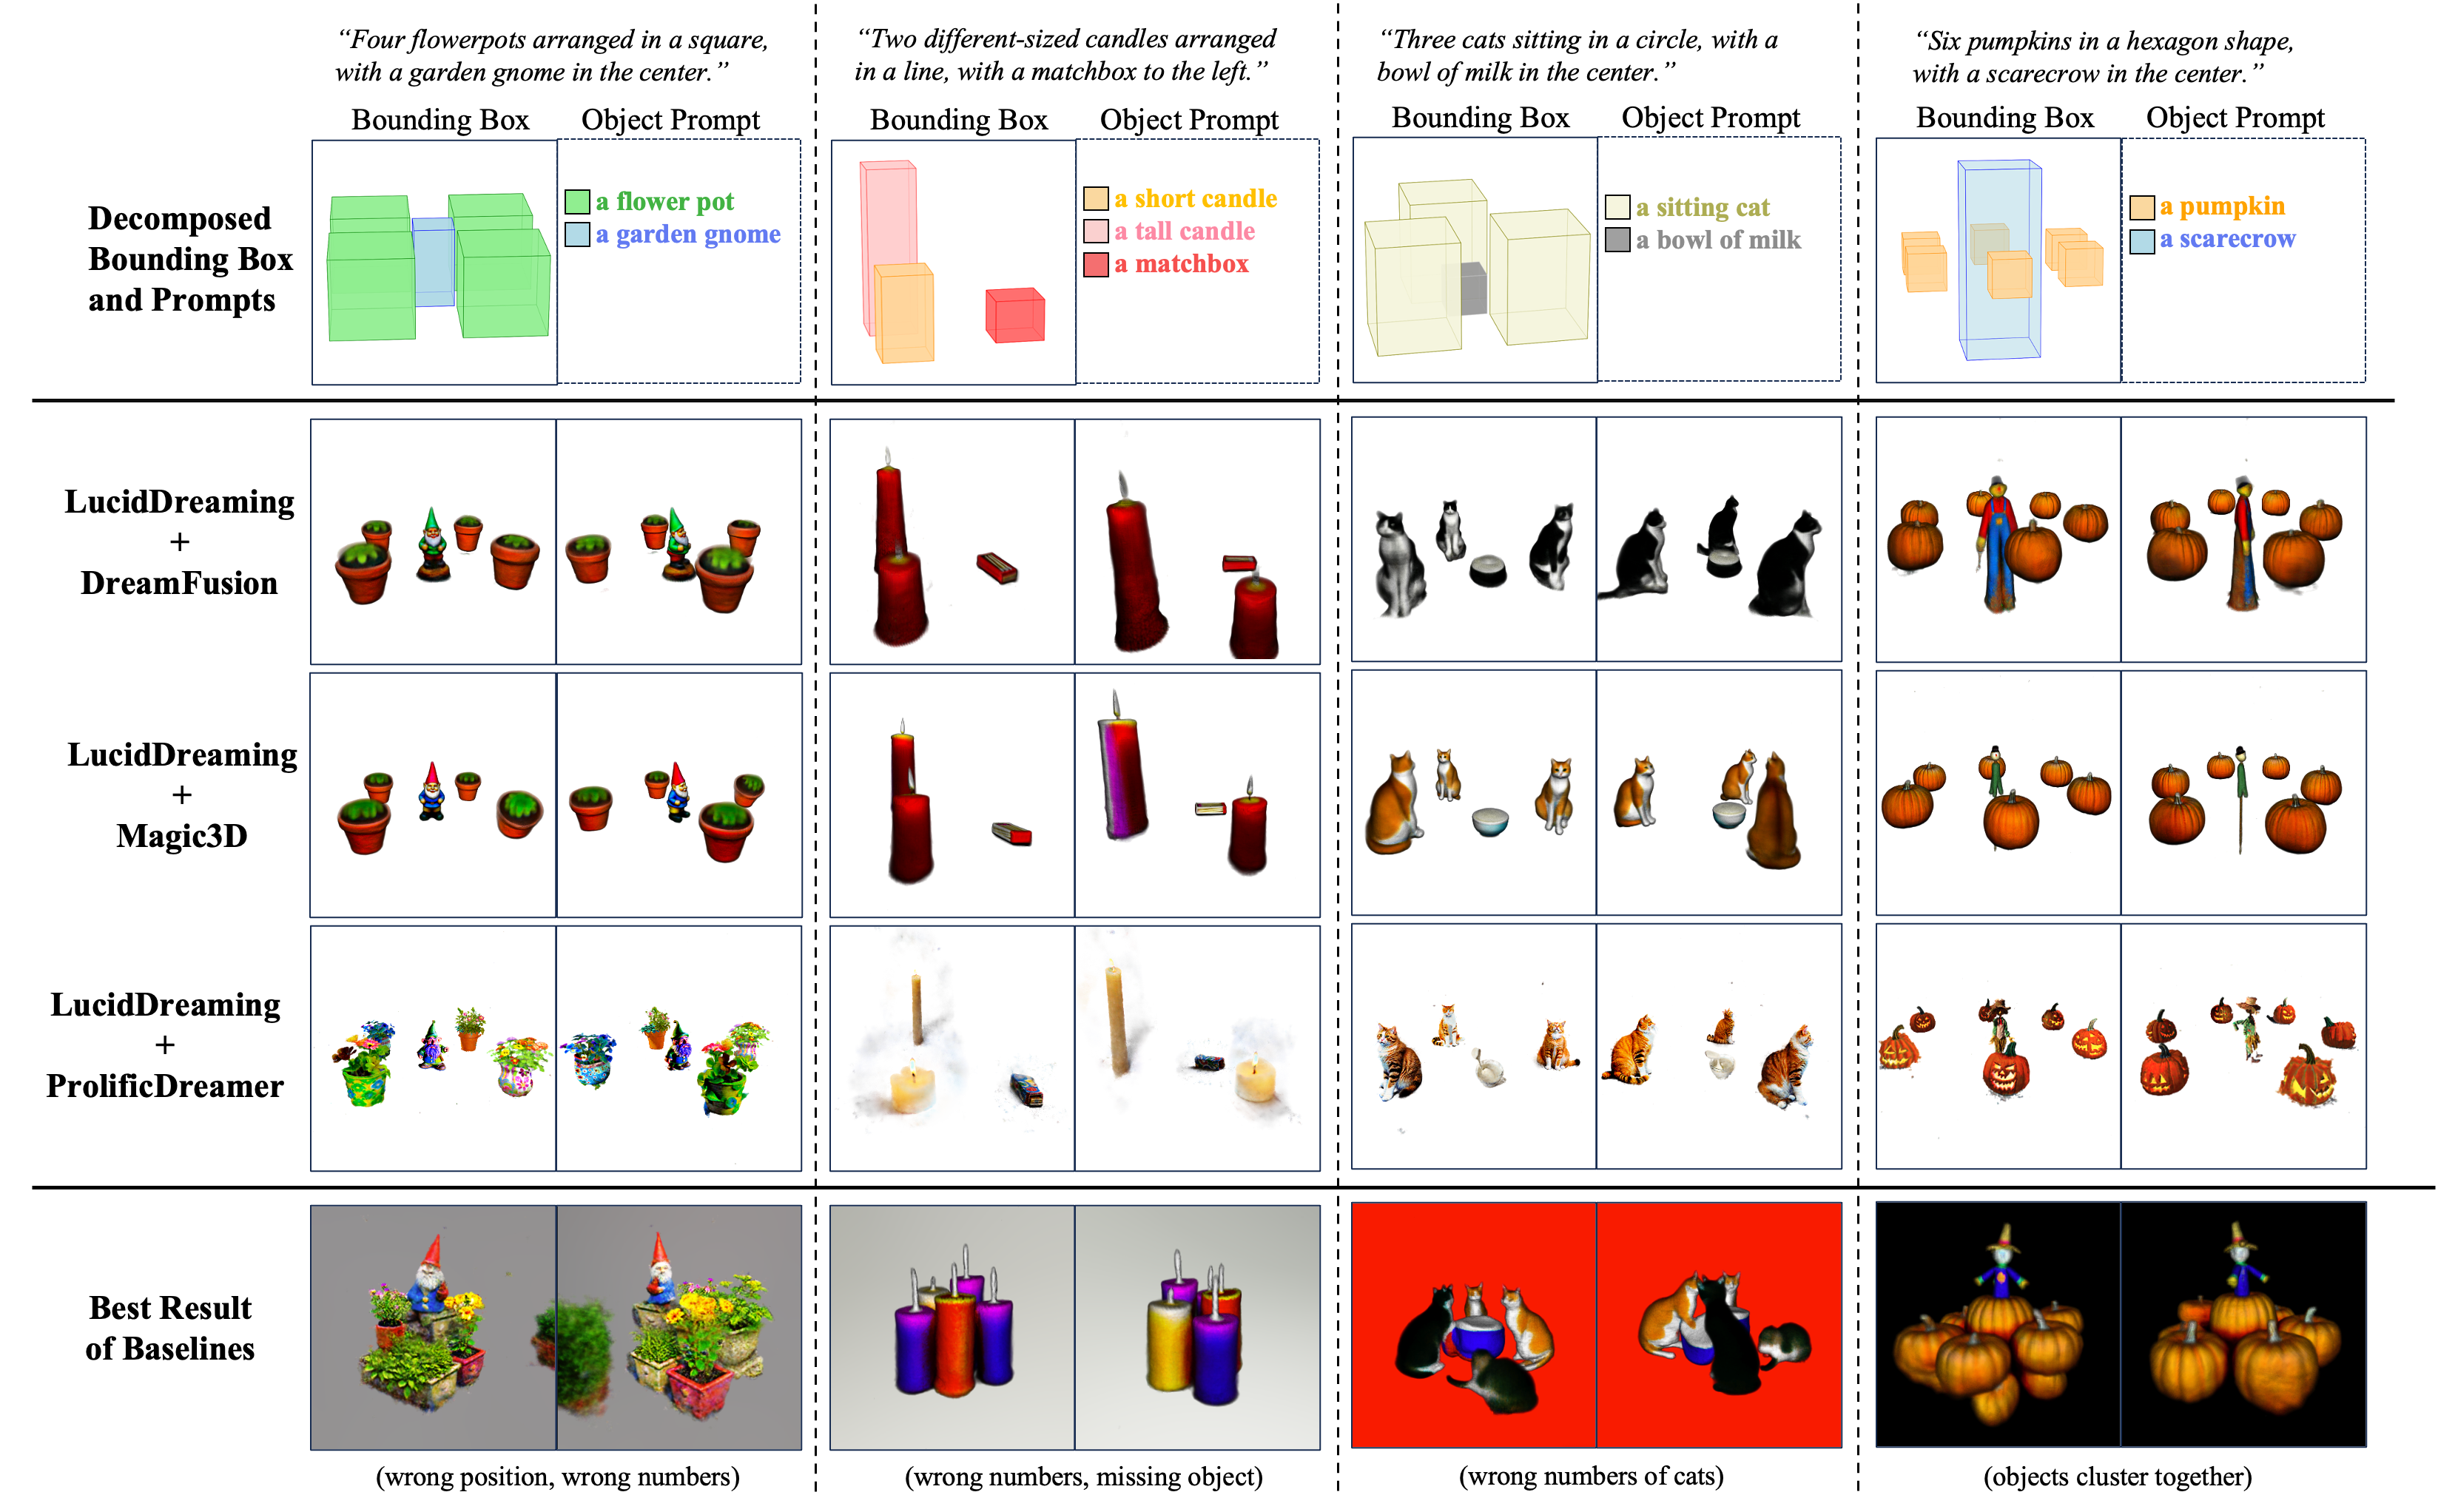 “Four flowerpots arranged in a square,
with a garden gnome in the center.”
“Two different-sized candles arranged
in a line, with a matchbox to the left.”
“Three cats sitting in a circle, with a
bowl of milk in the center.”
“Six pumpkins in a hexagon shape,
with a scarecrow in the center.”
Bounding Box Object Prompt
Bounding Box Object Prompt
Bounding Box Object Prompt
Bounding Box Object Prompt
Decomposed
Bounding Box
and Prompts
a flower pot
a garden gnome
a short candle
a tall candle
a matchbox
a sitting cat
a bowl of milk
a pumpkin
a scarecrow
LucidDreaming
+
DreamFusion
LucidDreaming
+
Magic3D
LucidDreaming
+
ProlificDreamer
Best Result
of Baselines
(wrong position, wrong numbers)
(wrong numbers, missing object)
(wrong numbers of cats)
(objects cluster together)